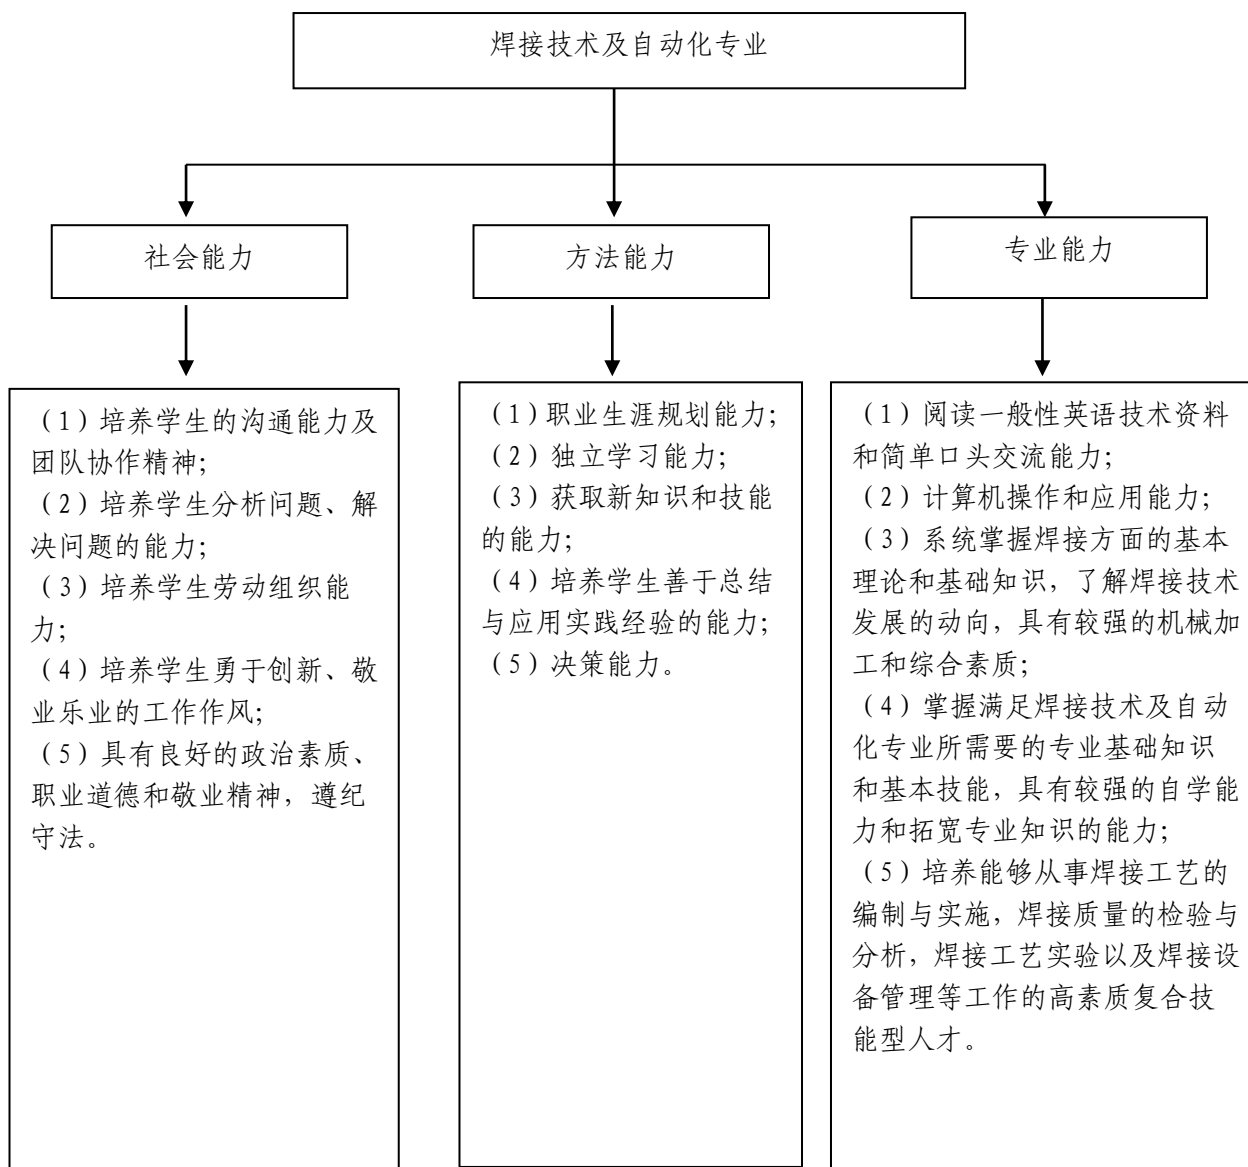 焊接技术及自动化专业
社会能力
方法能力
专业能力
（1）培养学生的沟通能力及
团队协作精神；
（2）培养学生分析问题、解
决问题的能力；
（3）培养学生劳动组织能
力；
（4）培养学生勇于创新、敬
业乐业的工作作风；
（5）具有良好的政治素质、
职业道德和敬业精神，遵纪
守法。
（1）职业生涯规划能力；
（2）独立学习能力；
（3）获取新知识和技能
的能力；
（4）培养学生善于总结
与应用实践经验的能力；
（5）决策能力。
（1）阅读一般性英语技术资料
和简单口头交流能力；
（2）计算机操作和应用能力；
（3）系统掌握焊接方面的基本
理论和基础知识，了解焊接技术
发展的动向，具有较强的机械加
工和综合素质；
（4）掌握满足焊接技术及自动
化专业所需要的专业基础知识
和基本技能，具有较强的自学能
力和拓宽专业知识的能力；
（5）培养能够从事焊接工艺的
编制与实施，焊接质量的检验与
分析，焊接工艺实验以及焊接设
备管理等工作的高素质复合技
能型人才。